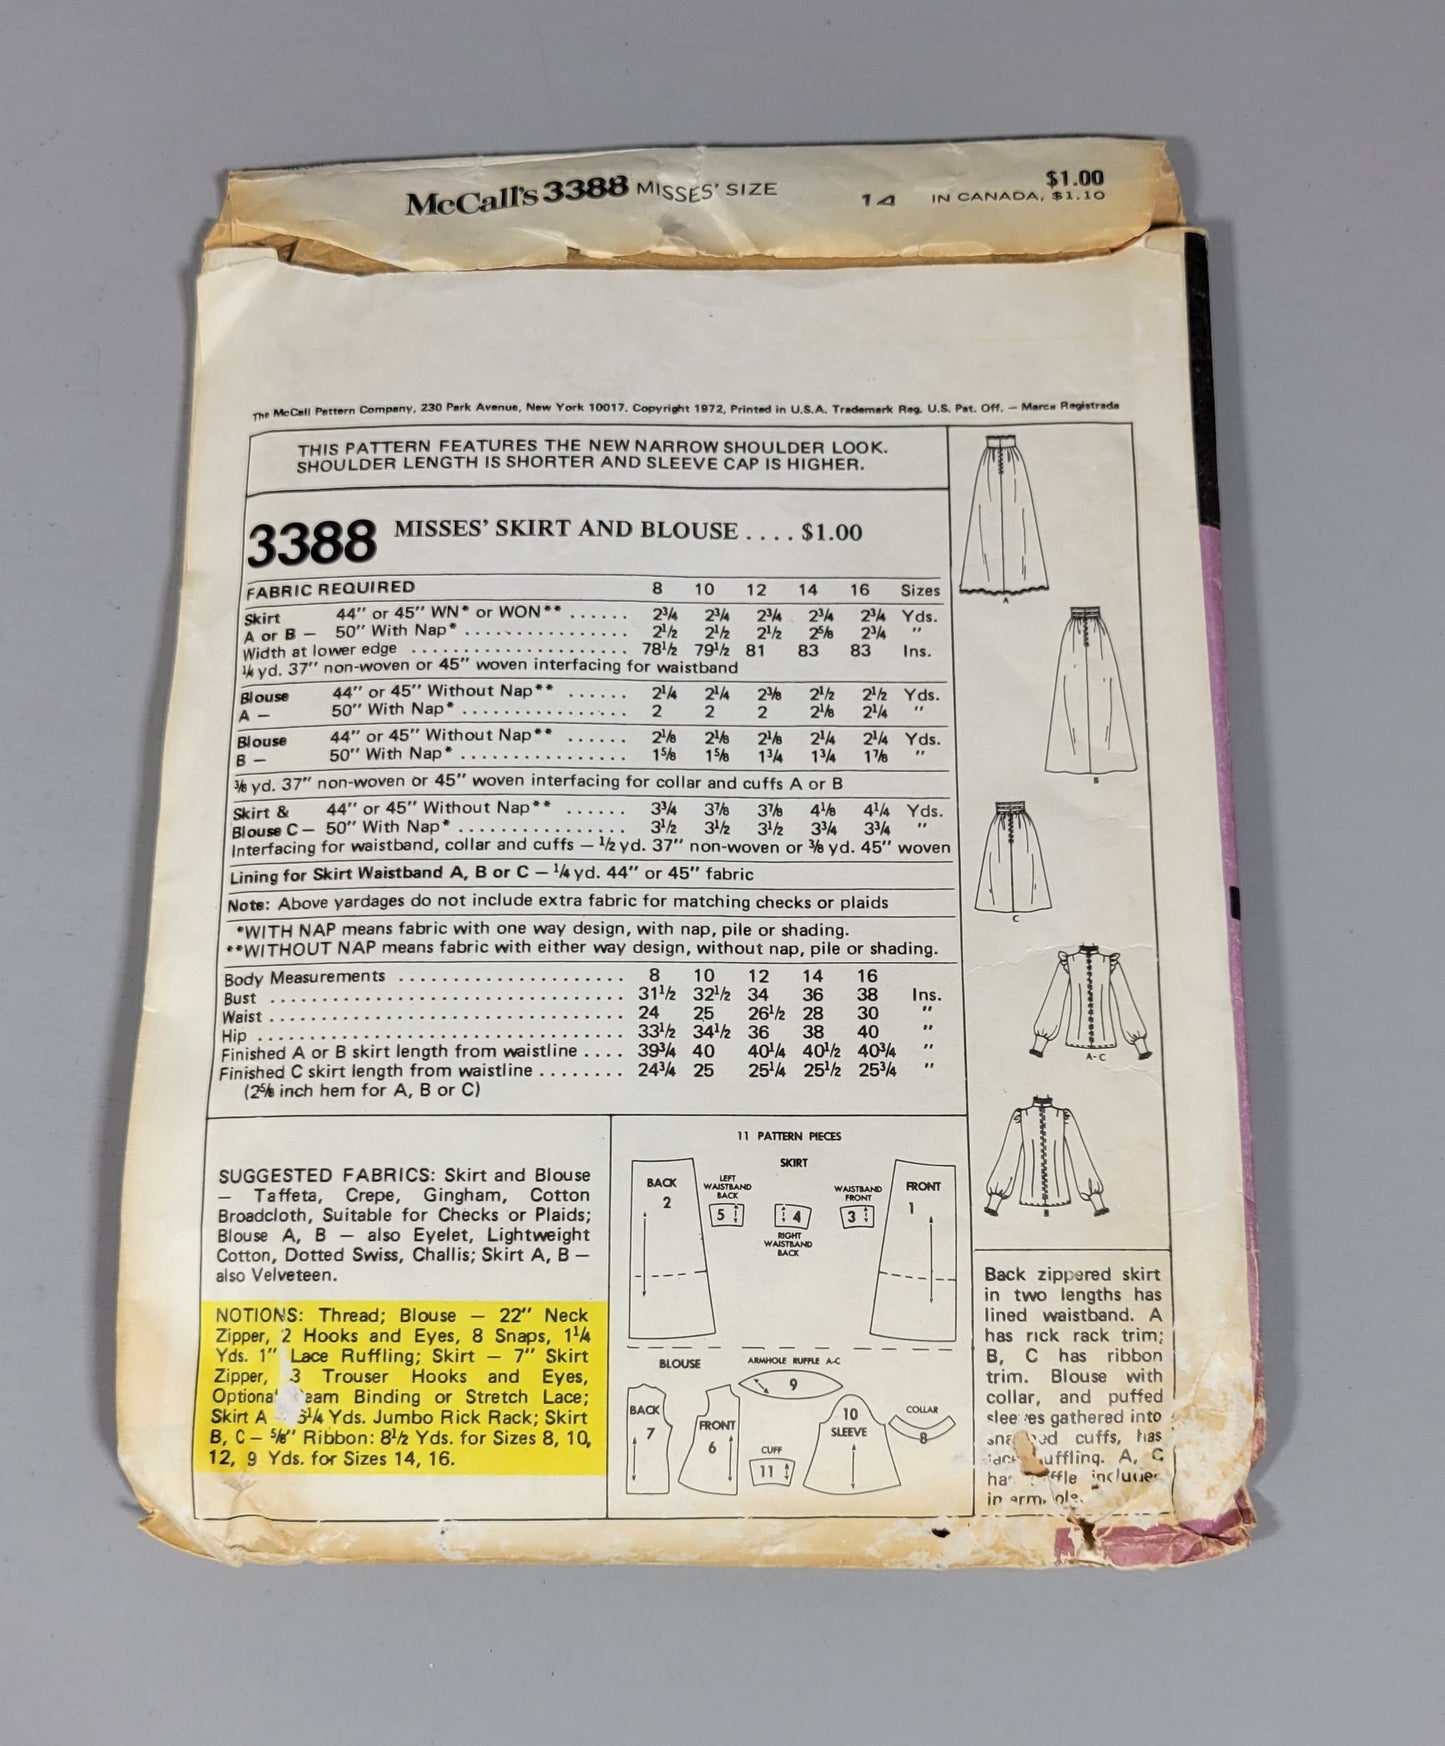 McCall's 3388 MISSES' SIZE 14 $1.00
IN CANADA, $1.10
The McCall Pattern Company, 230 Park Avenue, New York 10017. Copyright 1972, Printed in U.S.A. Trademark Reg. U.S. Pat. Off. — Marca Registrada
THIS PATTERN FEATURES THE NEW NARROW SHOULDER LOOK.
SHOULDER LENGTH IS SHORTER AND SLEEVE CAP IS HIGHER.
3388 MISSES' SKIRT AND BLOUSE .... $1.00
FABRIC REQUIRED 8 10 12 14 16 Sizes
Skirt 44" or 45" WN* or WON** ...... 2¾ 2¾ 2¾ 2¾ 2¾ Yds.
A or B — 50" With Nap* ................ 2½ 2½ 2½ 2⅝ 2¾ "
Width at lower edge ..................... 78½ 79½ 81 83 83 Ins.
¼ yd. 37" non-woven or 45" woven interfacing for waistband
Blouse 44" or 45" Without Nap** ...... 2¼ 2¼ 2⅜ 2½ 2½ Yds.
A — 50" With Nap* ................ 2 2 2 2⅛ 2¼ "
Blouse 44" or 45" Without Nap** ...... 2⅛ 2⅛ 2⅛ 2¼ 2¼ Yds.
B — 50" With Nap* ................ 1⅝ 1⅝ 1¾ 1¾ 1⅞ "
⅜ yd. 37" non-woven or 45" woven interfacing for collar and cuffs A or B
Skirt & 44" or 45" Without Nap** ...... 3¾ 3⅞ 3⅞ 4⅛ 4¼ Yds.
Blouse C — 50" With Nap* ................ 3½ 3½ 3½ 3¾ 3¾ "
Interfacing for waistband, collar and cuffs — ½ yd. 37" non-woven or ⅜ yd. 45" woven
Lining for Skirt Waistband A, B or C — ¼ yd. 44" or 45" fabric
Note: Above yardages do not include extra fabric for matching checks or plaids
*WITH NAP means fabric with one way design, with nap, pile or shading.
**WITHOUT NAP means fabric with either way design, without nap, pile or shading.
Body Measurements ..................... 8 10 12 14 16
Bust ................................. 31½ 32½ 34 36 38 Ins.
Waist ................................. 24 25 26½ 28 30 "
Hip .................................. 33½ 34½ 36 38 40 "
Finished A or B skirt length from waistline .... 39¾ 40 40¼ 40½ 40¾ "
Finished C skirt length from waistline ........ 24¾ 25 25¼ 25½ 25¾ "
(2⅝ inch hem for A, B or C)
A
B
C
A-C
B
SUGGESTED FABRICS: Skirt and Blouse
— Taffeta, Crepe, Gingham, Cotton
Broadcloth, Suitable for Checks or Plaids;
Blouse A, B — also Eyelet, Lightweight
Cotton, Dotted Swiss, Challis; Skirt A, B —
also Velveteen.
NOTIONS: Thread; Blouse — 22" Neck
Zipper, 2 Hooks and Eyes, 8 Snaps, 1¼
Yds. 1" Lace Ruffling; Skirt — 7" Skirt
Zipper, 3 Trouser Hooks and Eyes,
Binding or Stretch Lace;
Skirt A Yds. Jumbo Rick Rack; Skirt
B, C — ⅝" Ribbon: 8½ Yds. for Sizes 8, 10,
12, 9 Yds. for Sizes 14, 16.
11 PATTERN PIECES
SKIRT
BACK
2
LEFT
WAISTBAND
BACK
5
4
RIGHT
WAISTBAND
BACK
WAISTBAND
FRONT
3
FRONT
1
BLOUSE
BACK
7
FRONT
6
ARMHOLE RUFFLE A-C
9
CUFF
11
10
SLEEVE
COLLAR
8
Back zippered skirt
in two lengths has
lined waistband. A
has rick rack trim;
B, C has ribbon
trim. Blouse with
collar, and puffed
sleeves gathered into
cuffs, has
A, C